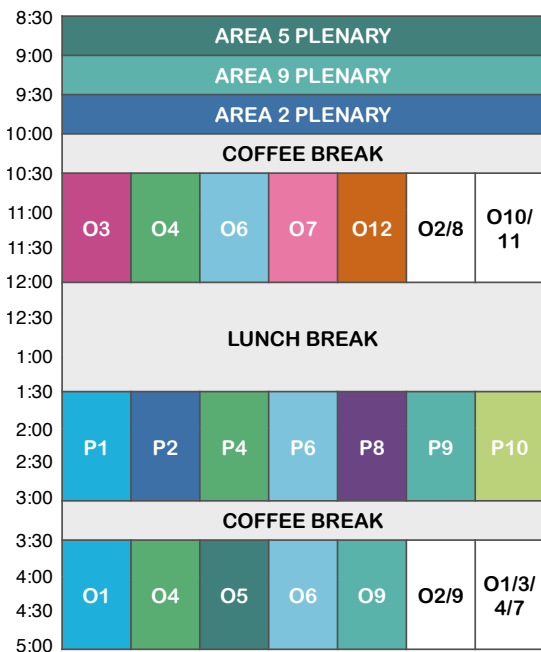 8:30
AREA 5 PLENARY
9:00
AREA 9 PLENARY
9:30
AREA 2 PLENARY
10:00
COFFEE BREAK
10:30
11:00
O3 O4 O6 O7 O12 O2/8 O10/
11
11:30
12:00
12:30
LUNCH BREAK
1:00
1:30
2:00
P1 P2 P4 P6 P8 P9 P10
2:30
3:00
COFFEE BREAK
3:30
4:00
O1 O4 O5 O6 O9 O2/9 O1/3/
4/7
4:30
5:00